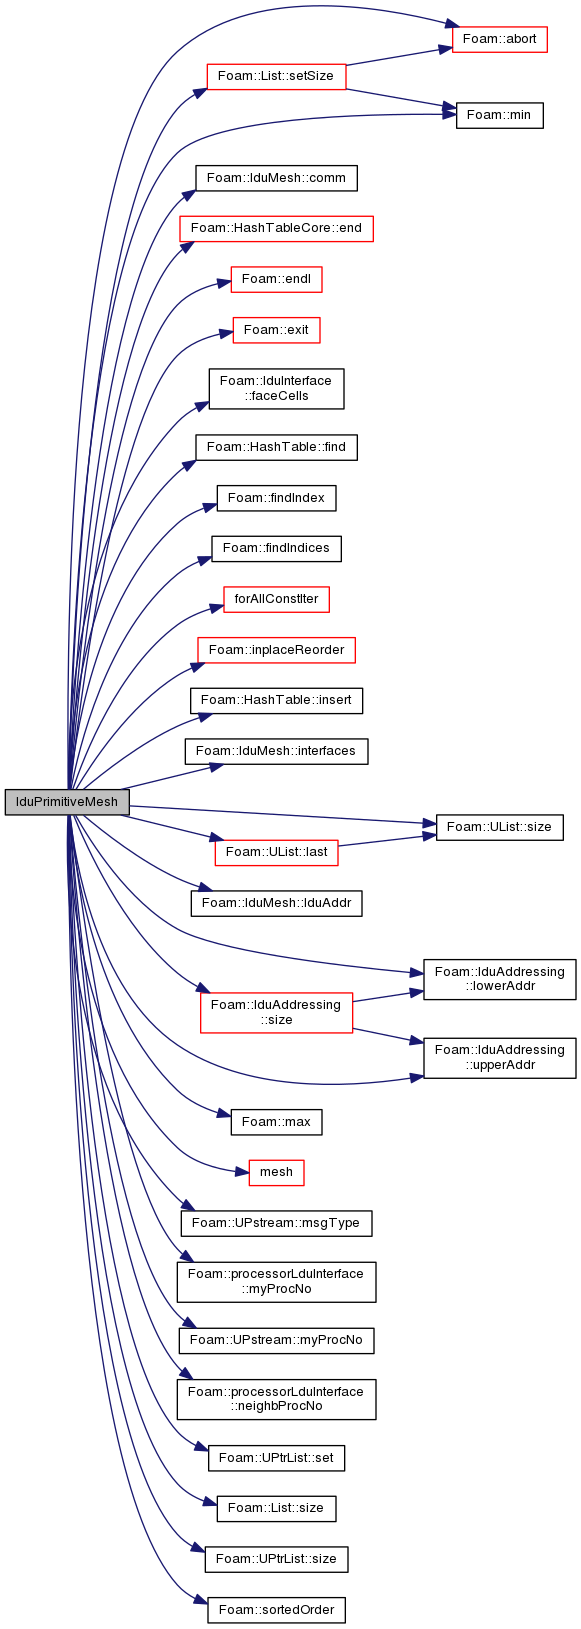 Foam::abort
Foam::List::setSize
Foam::min
Foam::lduMesh::comm
Foam::HashTableCore::end
Foam::endl
Foam::exit
Foam::lduInterface
::faceCells
Foam::HashTable::find
Foam::findIndex
Foam::findIndices
forAllConstIter
Foam::inplaceReorder
Foam::HashTable::insert
Foam::lduMesh::interfaces
lduPrimitiveMesh
Foam::UList::size
Foam::UList::last
Foam::lduMesh::lduAddr
Foam::lduAddressing
::lowerAddr
Foam::lduAddressing
::size
Foam::lduAddressing
::upperAddr
Foam::max
mesh
Foam::UPstream::msgType
Foam::processorLduInterface
::myProcNo
Foam::UPstream::myProcNo
Foam::processorLduInterface
::neighbProcNo
Foam::UPtrList::set
Foam::List::size
Foam::UPtrList::size
Foam::sortedOrder